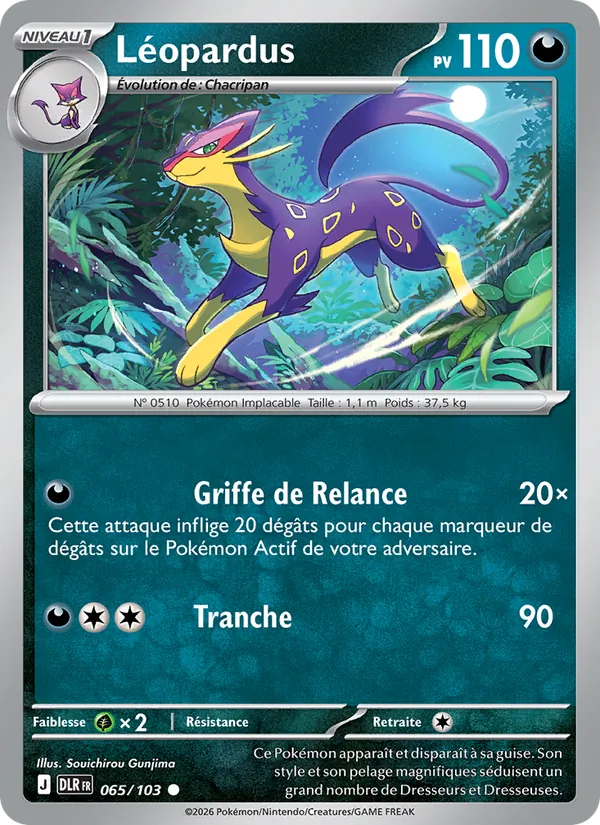 NIVEAU 1
Léopardus
PV 110
Évolution de : Chacripan
N° 0510 Pokémon Implacable Taille : 1,1 m Poids : 37,5 kg
Griffe de Relance 20×
Cette attaque inflige 20 dégâts pour chaque marqueur de
dégâts sur le Pokémon Actif de votre adversaire.
Tranche 90
Faiblesse ×2 Résistance Retraite
Illus. Souichirou Gunjima
J DLR FR 065/103
Ce Pokémon apparaît et disparaît à sa guise. Son
style et son pelage magnifiques séduisent un
grand nombre de Dresseurs et Dresseuses.
©2026 Pokémon/Nintendo/Creatures/GAME FREAK